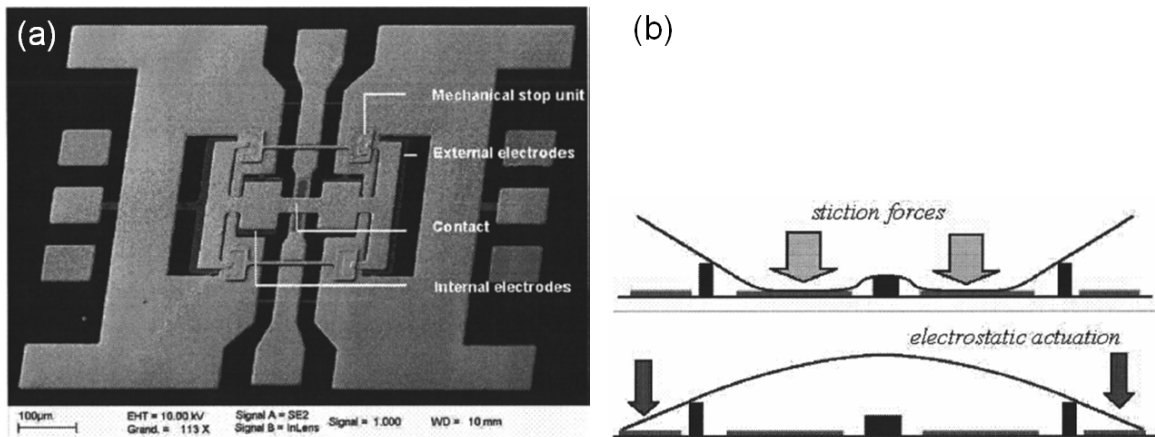 (a)
Mechanical stop unit
External electrodes
Contact
Internal electrodes
100µm
EHT = 10.00 kV
Signal A = SE2
Signal = 1.000
WD = 10 mm
Grand. = 113 X
Signal B = InLens
(b)
stiction forces
electrostatic actuation